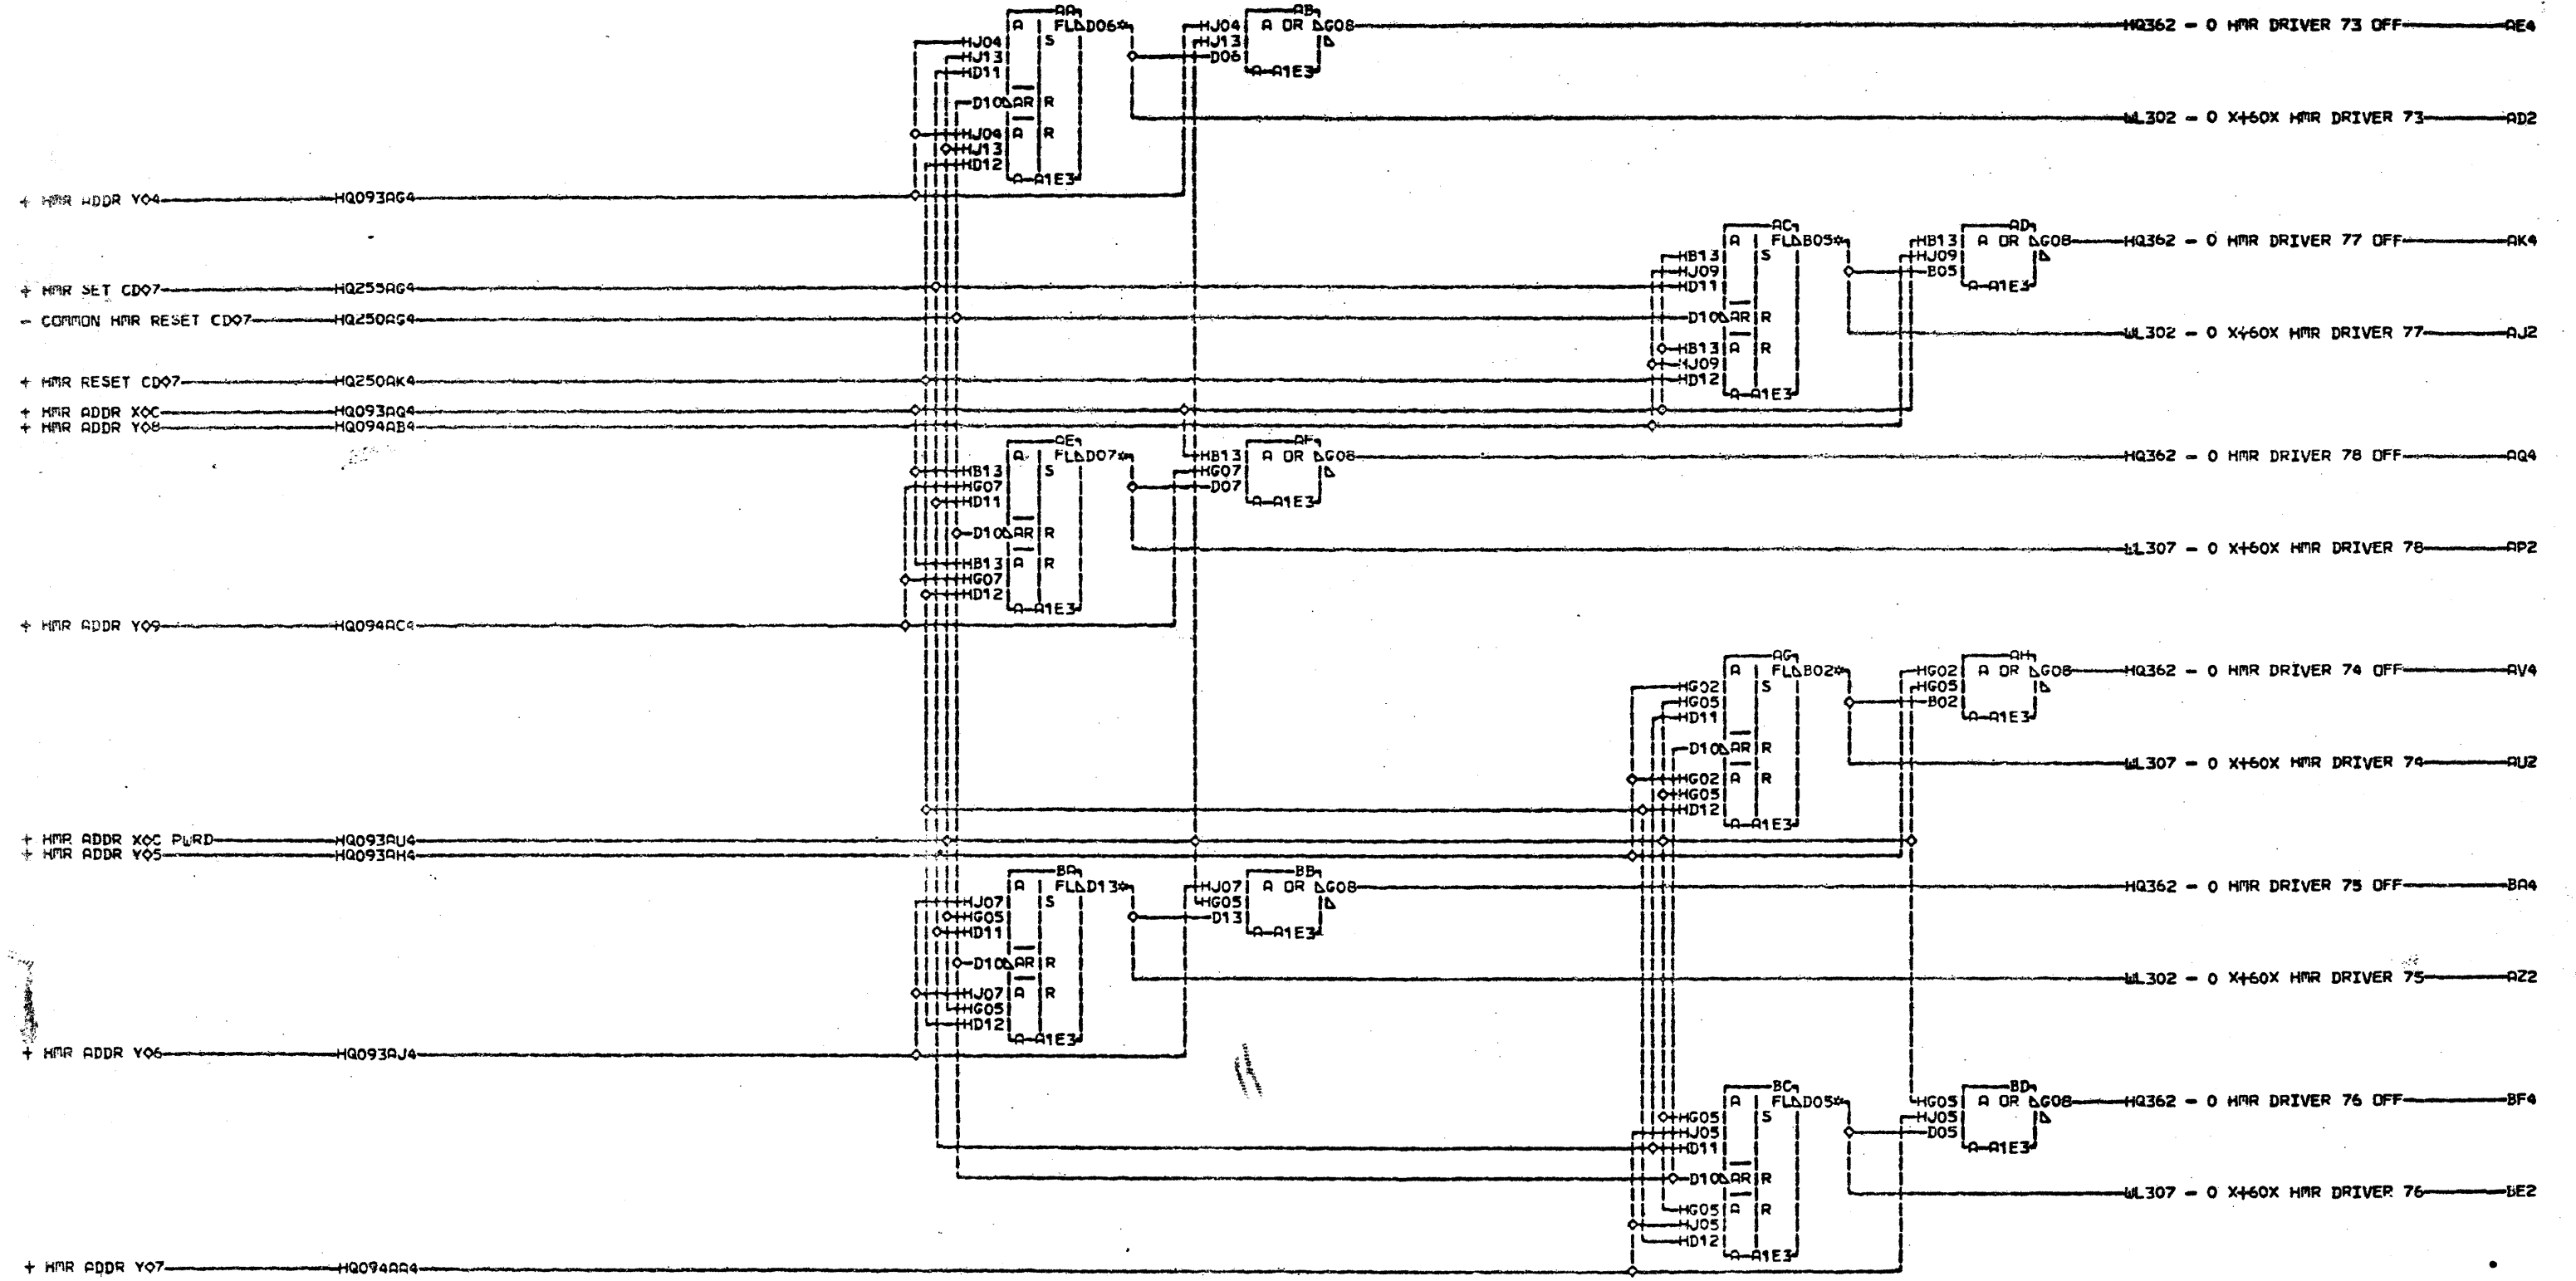 AA AB
A FL D06* HJ04 A OR G08 HQ362 - 0 HMR DRIVER 73 OFF AE4
HJ04 S HJ13
HJ13 D06
HD11 A-A1E3
D10 AR R
WL302 - 0 X+60X HMR DRIVER 73 AD2
HJ04 A R
HJ13
HD12
A-A1E3
+ HMR ADDR Y04 HQ093AG4
AC AD
A FL B05* HB13 A OR G08 HQ362 - 0 HMR DRIVER 77 OFF AK4
HB13 S HJ09
HJ09 B05
+ HMR SET CD07 HQ255AG4 HD11 A-A1E3
- COMMON HMR RESET CD07 HQ250AG4 D10 AR R
WL302 - 0 X+60X HMR DRIVER 77 AJ2
HB13 A R
HJ09
+ HMR RESET CD07 HQ250AK4 HD12
A-A1E3
+ HMR ADDR X0C HQ093AQ4
+ HMR ADDR Y08 HQ094AB4
AE AF
A FL D07* HB13 A OR G08 HQ362 - 0 HMR DRIVER 78 OFF AQ4
HB13 S HG07
HG07 D07
HD11 A-A1E3
D10 AR R
WL307 - 0 X+60X HMR DRIVER 78 AP2
HB13 A R
HG07
HD12
A-A1E3
+ HMR ADDR Y09 HQ094AC4
AG AH
A FL B02* HG02 A OR G08 HQ362 - 0 HMR DRIVER 74 OFF AV4
HG02 S HG05
HG05 B02
HD11 A-A1E3
D10 AR R
WL307 - 0 X+60X HMR DRIVER 74 AU2
HG02 A R
HG05
HD12
A-A1E3
+ HMR ADDR X0C PWRD HQ093AU4
+ HMR ADDR Y05 HQ093AH4
BA BB
A FL D13* HJ07 A OR G08 HQ362 - 0 HMR DRIVER 75 OFF BA4
HJ07 S HG05
HG05 D13
HD11 A-A1E3
D10 AR R
WL302 - 0 X+60X HMR DRIVER 75 AZ2
HJ07 A R
HG05
HD12
A-A1E3
+ HMR ADDR Y06 HQ093AJ4
BC BD
A FL D05* HG05 A OR G08 HQ362 - 0 HMR DRIVER 76 OFF BF4
HG05 S HJ05
HJ05 D05
HD11 A-A1E3
D10 AR R
WL307 - 0 X+60X HMR DRIVER 76 BE2
HG05 A R
HJ05
HD12
A-A1E3
+ HMR ADDR Y07 HQ094AA4